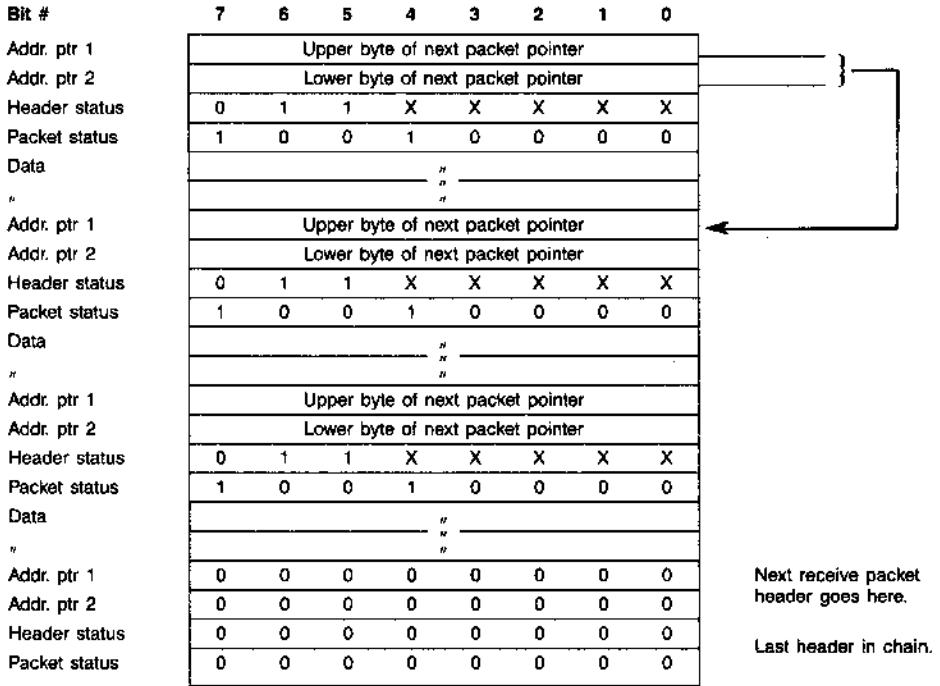 Bit # 7 6 5 4 3 2 1 0
Addr. ptr 1 Upper byte of next packet pointer
Addr. ptr 2 Lower byte of next packet pointer
Header status 0 1 1 X X X X X
Packet status 1 0 0 1 0 0 0 0
Data "
"
" "
Addr. ptr 1 Upper byte of next packet pointer
Addr. ptr 2 Lower byte of next packet pointer
Header status 0 1 1 X X X X X
Packet status 1 0 0 1 0 0 0 0
Data "
"
" "
Addr. ptr 1 Upper byte of next packet pointer
Addr. ptr 2 Lower byte of next packet pointer
Header status 0 1 1 X X X X X
Packet status 1 0 0 1 0 0 0 0
Data "
"
" "
Addr. ptr 1 0 0 0 0 0 0 0 0 Next receive packet
Addr. ptr 2 0 0 0 0 0 0 0 0 header goes here.
Header status 0 0 0 0 0 0 0 0
Last header in chain.
Packet status 0 0 0 0 0 0 0 0